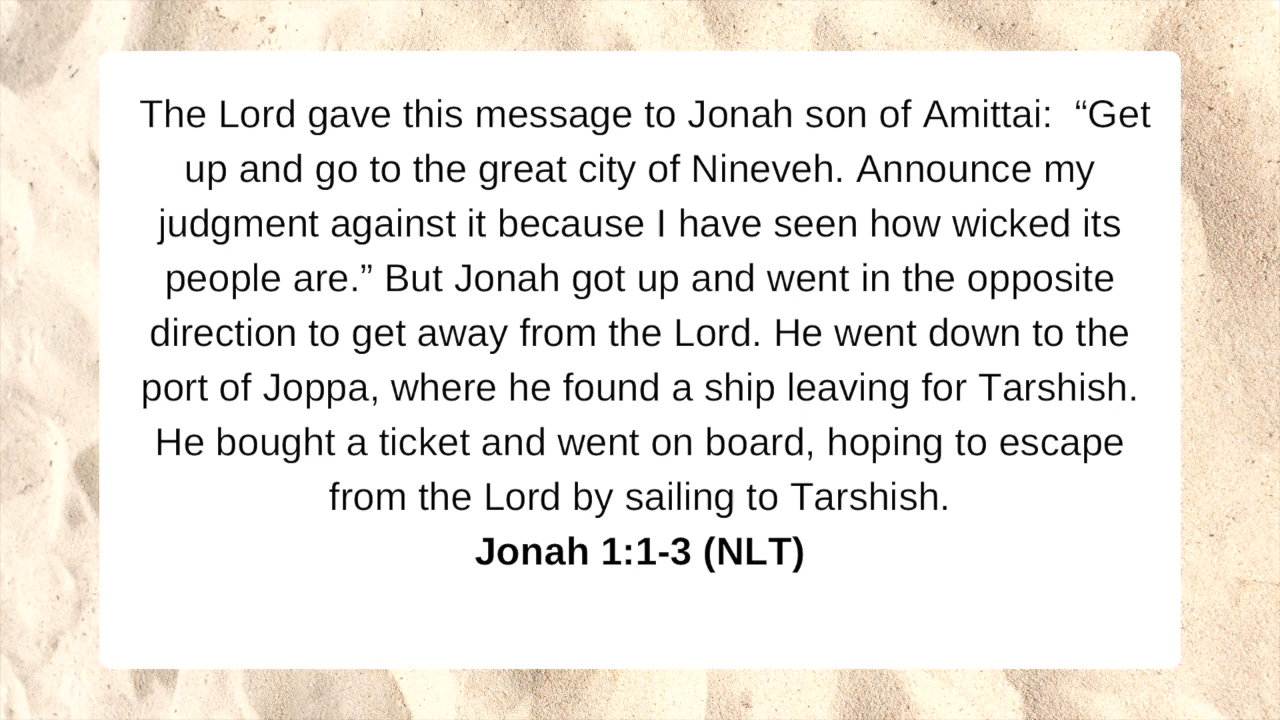 The Lord gave this message to Jonah son of Amittai:  “Get
up and go to the great city of Nineveh. Announce my
judgment against it because I have seen how wicked its
people are.” But Jonah got up and went in the opposite
direction to get away from the Lord. He went down to the
port of Joppa, where he found a ship leaving for Tarshish.
He bought a ticket and went on board, hoping to escape
from the Lord by sailing to Tarshish.
Jonah 1:1-3 (NLT)